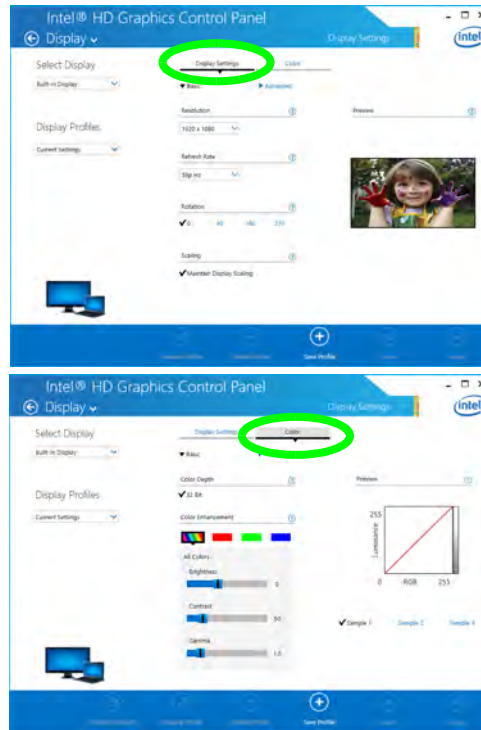 Intel® HD Graphics Control Panel
Display
Display Settings
intel
Select Display
Display Settings
Color
Built-in Display
Basic
Advanced
Resolution
Preview
1920 x 1080
Display Profiles
Current Settings
Refresh Rate
Rotation
0 90 180 270
Scaling
Maintain Display Scaling
Save Profile
Intel® HD Graphics Control Panel
Display
Display Settings
intel
Select Display
Display Settings
Color
Built-in Display
Basic
Color Depth
Preview
32 Bit
Display Profiles
Current Settings
Color Enhancement
255
Luminance
All Colors
Brightness
0
0 -RGB 255
Contrast
50
Sample 1 Sample 2 Sample 3
Gamma
1.0
Save Profile